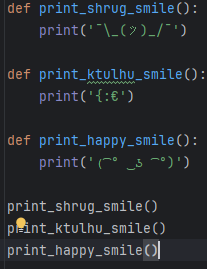 def print_shrug_smile():
    print('¯\_(ツ)_/¯')
def print_ktulhu_smile():
    print('{:€')
def print_happy_smile():
    print('( ͡° ͜ʖ ͡°)')
print_shrug_smile()
print_ktulhu_smile()
print_happy_smile()